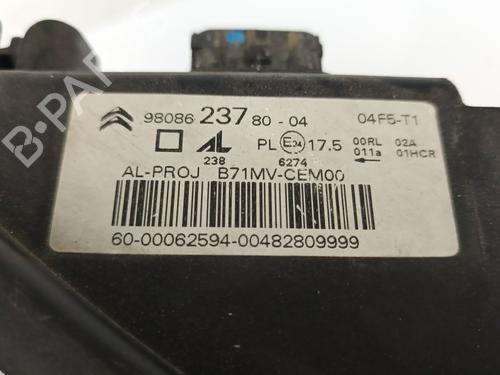 98086 237 80 - 04 04F5-T1
AL PL E24 17.5 00RL 02A
238 6274 011a 01HCR
AL-PROJ B71MV-CEM00
60-00062594-00482809999
B-PARTS